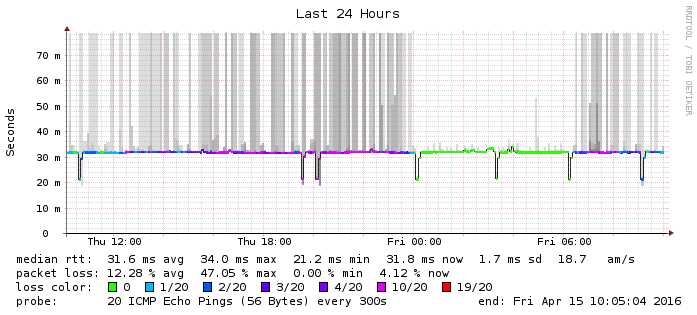 Last 24 Hours
RRDTOOL / TOBI OETIKER
Seconds
70 m
60 m
50 m
40 m
30 m
20 m
10 m
0
Thu 12:00 Thu 18:00 Fri 00:00 Fri 06:00
median rtt: 31.6 ms avg 34.0 ms max 21.2 ms min 31.8 ms now 1.7 ms sd 18.7 am/s
packet loss: 12.28 % avg 47.05 % max 0.00 % min 4.12 % now
loss color: 0 1/20 2/20 3/20 4/20 10/20 19/20
probe: 20 ICMP Echo Pings (56 Bytes) every 300s end: Fri Apr 15 10:05:04 2016